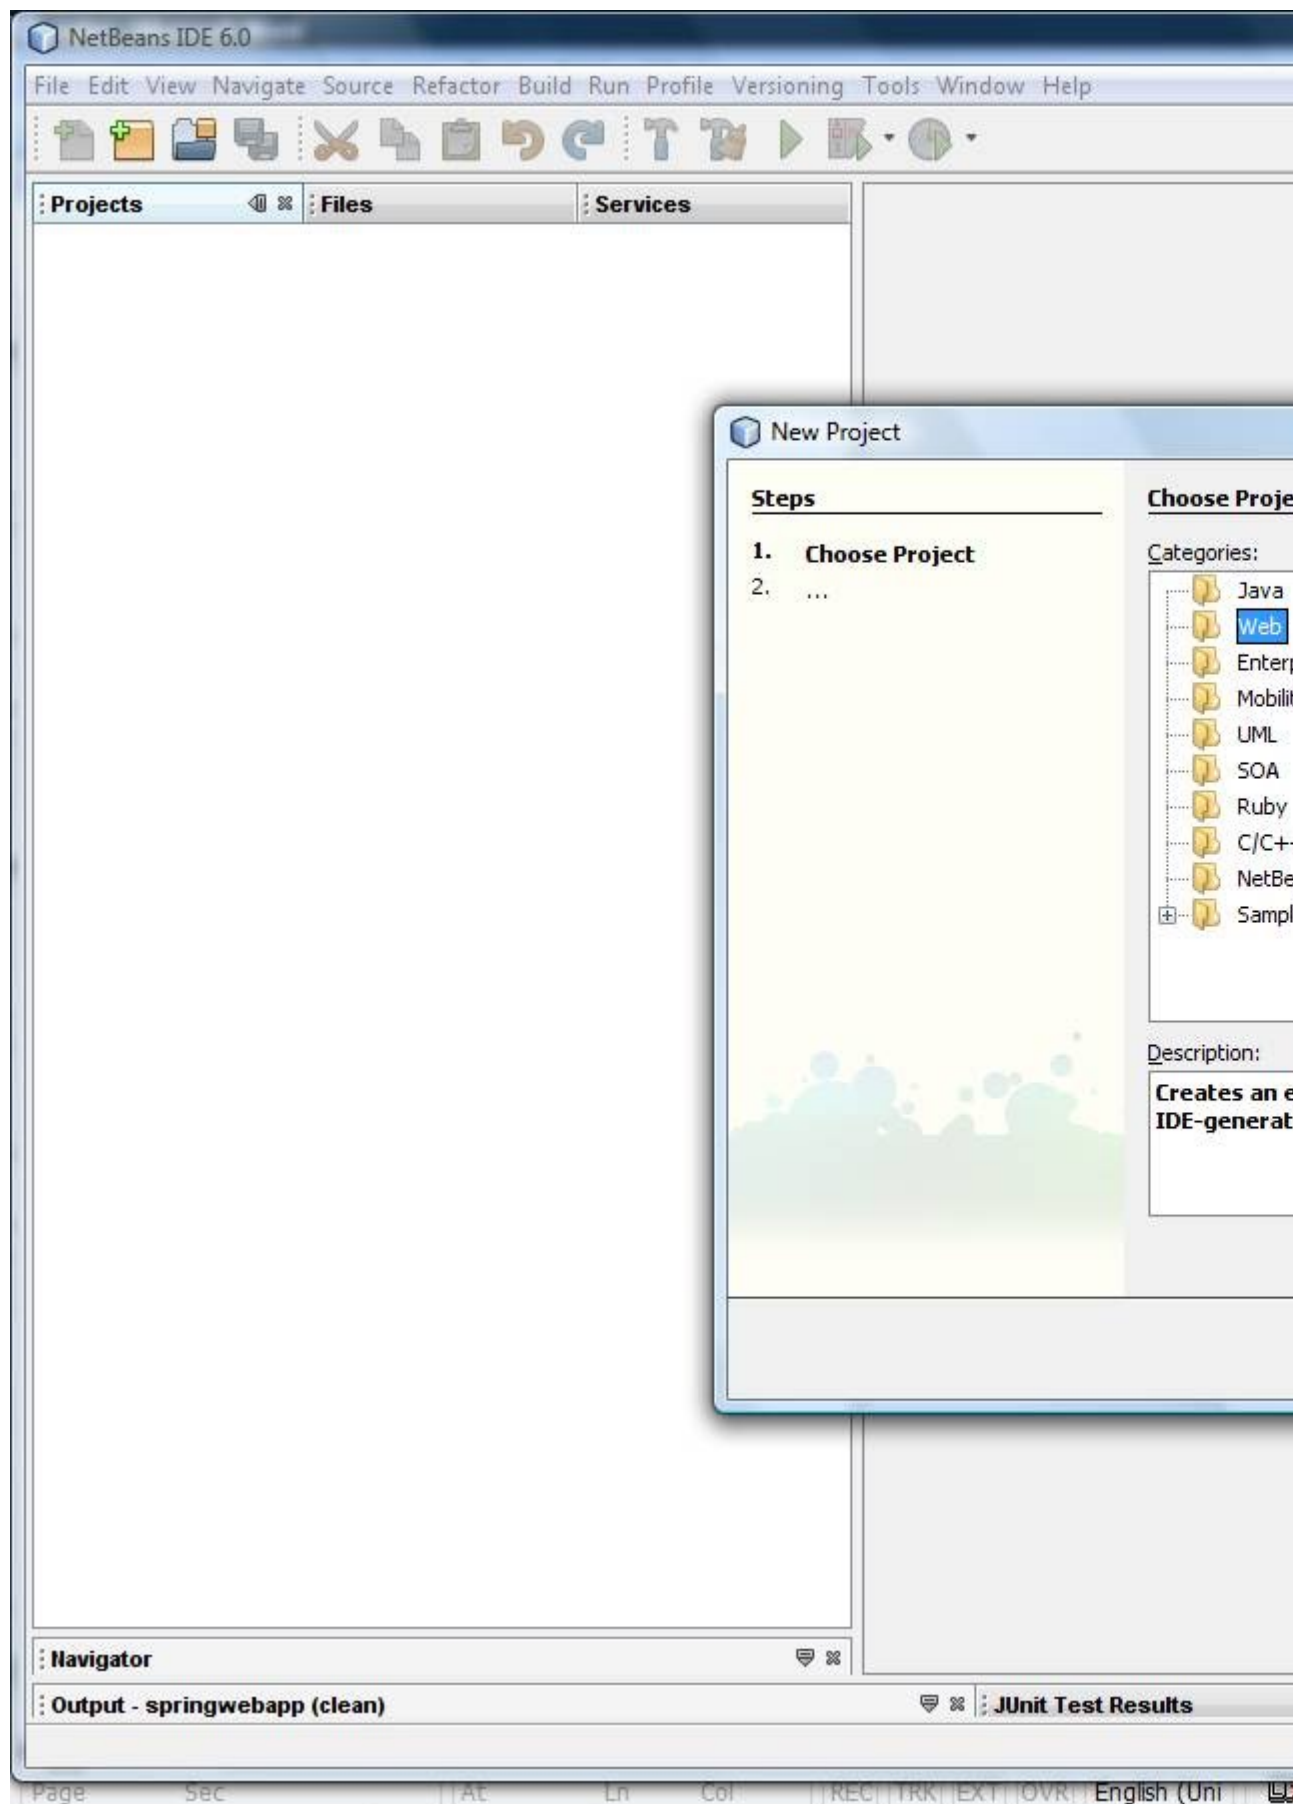 NetBeans IDE 6.0
File Edit View Navigate Source Refactor Build Run Profile Versioning Tools Window Help
Projects Files Services
New Project
Steps
1. Choose Project
2. ...
Choose Proje
Categories:
Java
Web
Enterp
Mobilit
UML
SOA
Ruby
C/C+
NetBe
Sampl
Description:
Creates an e
IDE-generat
Navigator
Output - springwebapp (clean) JUnit Test Results
Page Sec At Ln Col REC TRK EXT OVR English (Uni